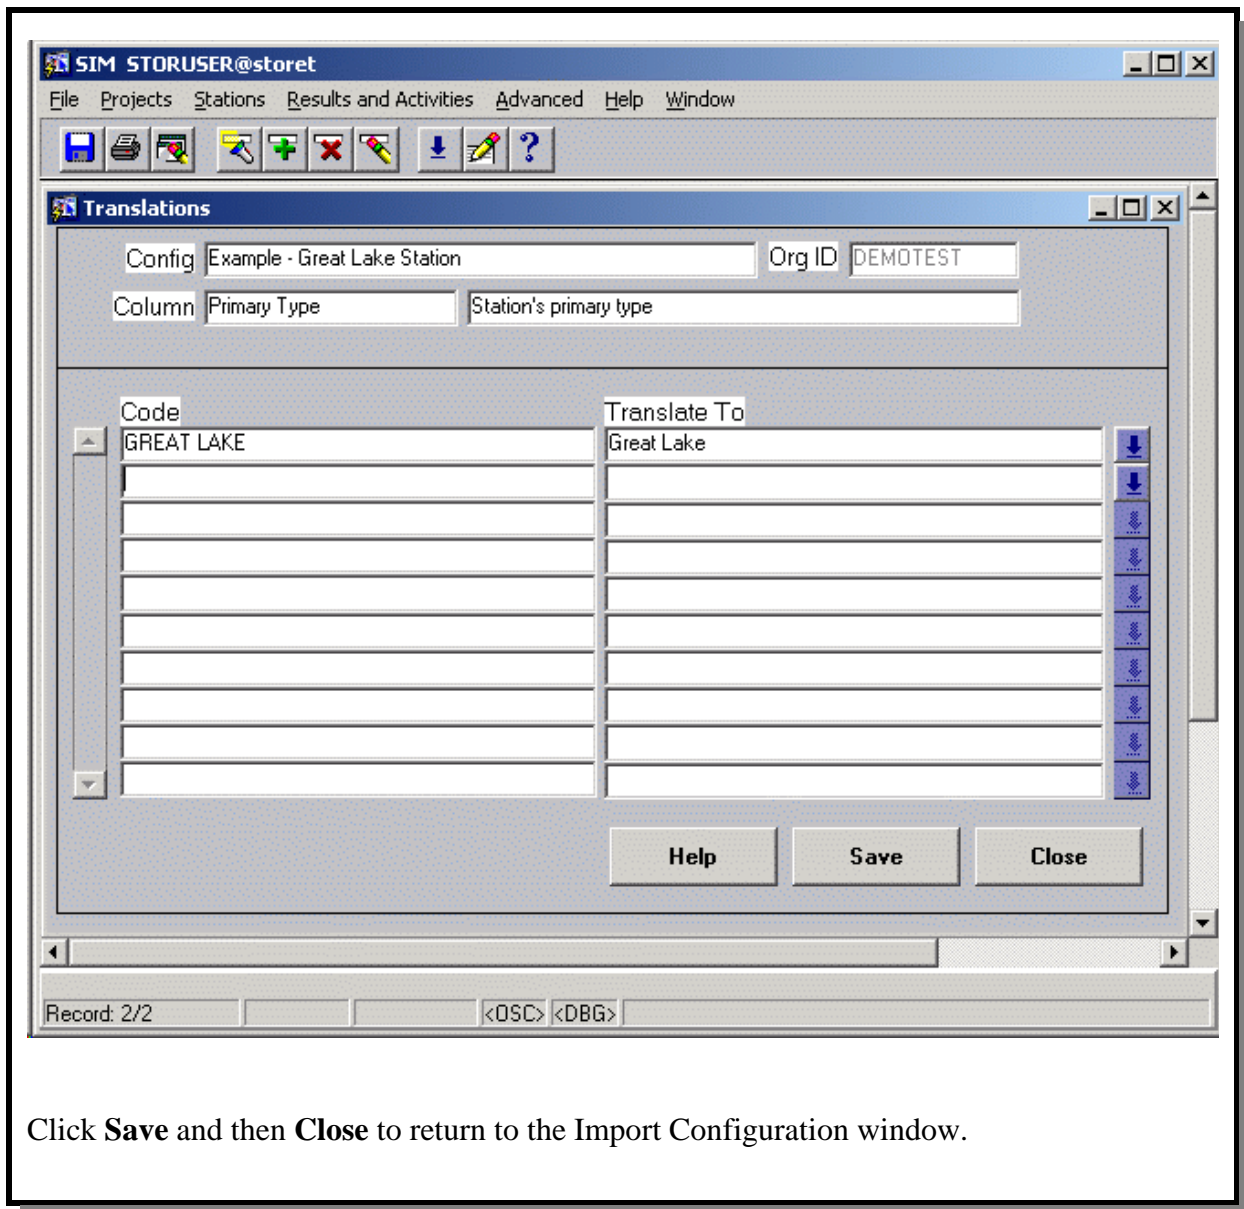 SIM STORUSER@storet
File Projects Stations Results and Activities Advanced Help Window
Translations
Config Example - Great Lake Station Org ID DEMOTEST
Column Primary Type Station's primary type
Code Translate To
GREAT LAKE Great Lake
Help Save Close
Record: 2/2 <OSC> <DBG>
Click Save and then Close to return to the Import Configuration window.